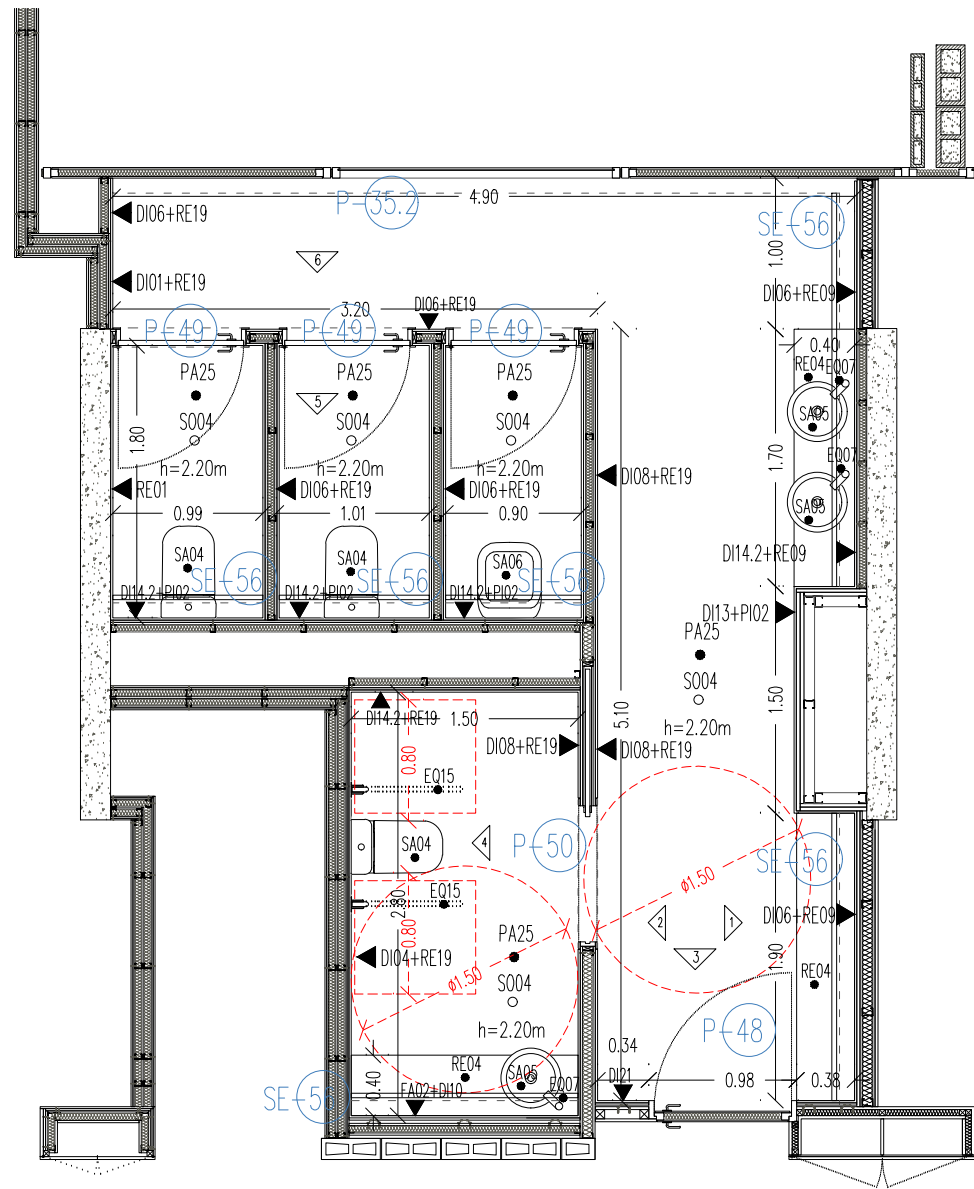 4.90
P-35.2
DI06+RE19
SE-56
1.00
6
DI01+RE19
DI06+RE09
3.20
DI06+RE19
P-49
P-49
P-49
0.40
RE04
EQ07
PA25
PA25
PA25
5
SA05
S004
S004
S004
1.80
1.70
h=2.20m
h=2.20m
h=2.20m
EQ07
RE01
DI06+RE19
DI06+RE19
DI08+RE19
0.99
1.01
0.90
SA05
SA04
SA04
SA06
DI14.2+RE09
SE-56
SE-56
SE-56
DI14.2+PI02
DI14.2+PI02
DI14.2+PI02
DI13+PI02
PA25
S004
1.50
5.10
DI14.2+RE19
1.50
h=2.20m
DI08+RE19
DI08+RE19
0.80
EQ15
SA04
4
P-50
SE-56
EQ15
2.80
0.80
ø1.50
2
1
DI06+RE09
3
PA25
DI04+RE19
1.90
ø1.50
RE04
S004
h=2.20m
P-48
0.34
RE04
SA05
0.40
FA02+DI10
EQ07
DI21
0.98
0.38
SE-56